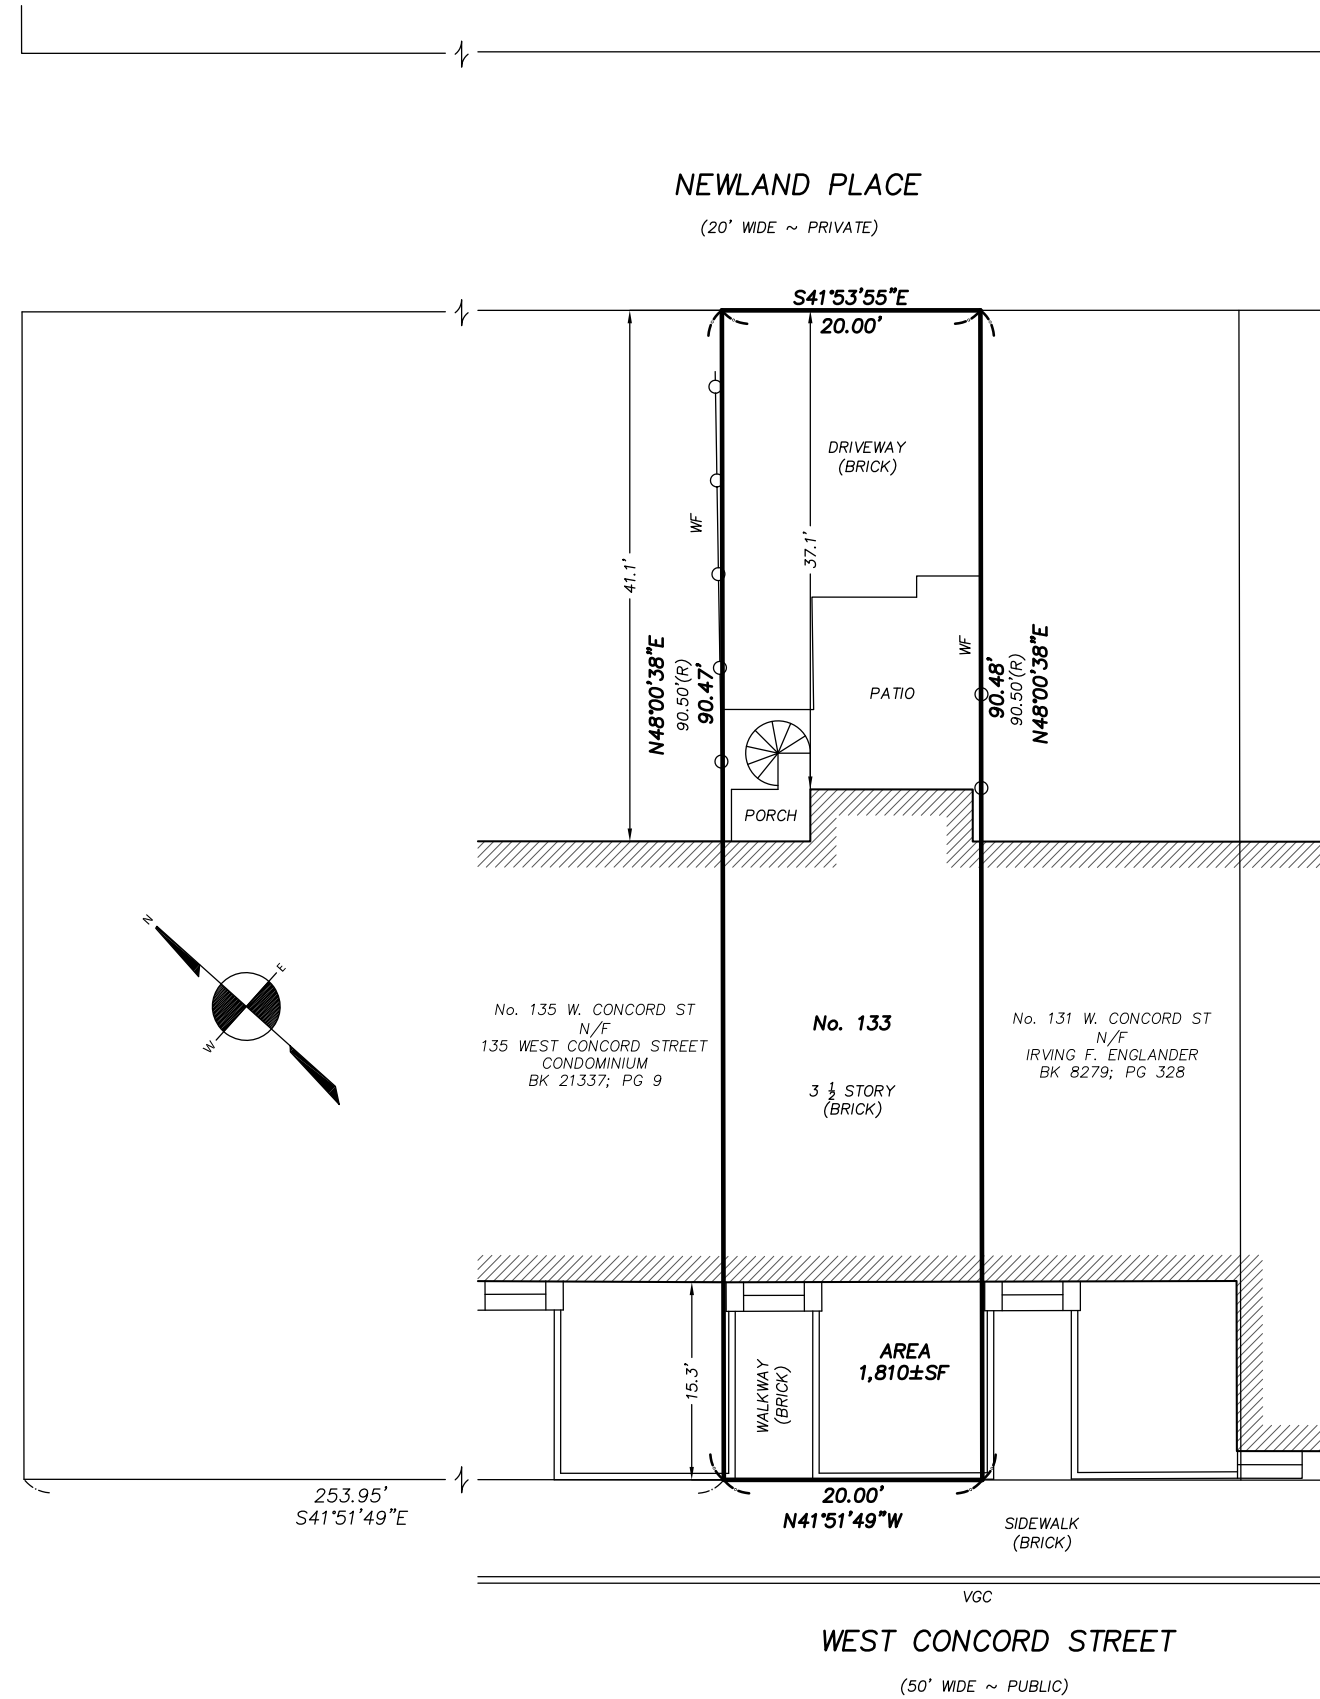 NEWLAND PLACE
(20' WIDE ~ PRIVATE)
S41°53'55"E
20.00'
DRIVEWAY
(BRICK)
WF
37.1'
41.1'
N48°00'38"E
90.50'(R)
90.47'
WF
90.48'
90.50'(R)
N48°00'38"E
PATIO
PORCH
N
E
W
No. 135 W. CONCORD ST
N/F
135 WEST CONCORD STREET
CONDOMINIUM
BK 21337; PG 9
No. 133
3 1/2 STORY
(BRICK)
No. 131 W. CONCORD ST
N/F
IRVING F. ENGLANDER
BK 8279; PG 328
15.3'
WALKWAY
(BRICK)
AREA
1,810±SF
253.95'
S41°51'49"E
20.00'
N41°51'49"W
SIDEWALK
(BRICK)
VGC
WEST CONCORD STREET
(50' WIDE ~ PUBLIC)